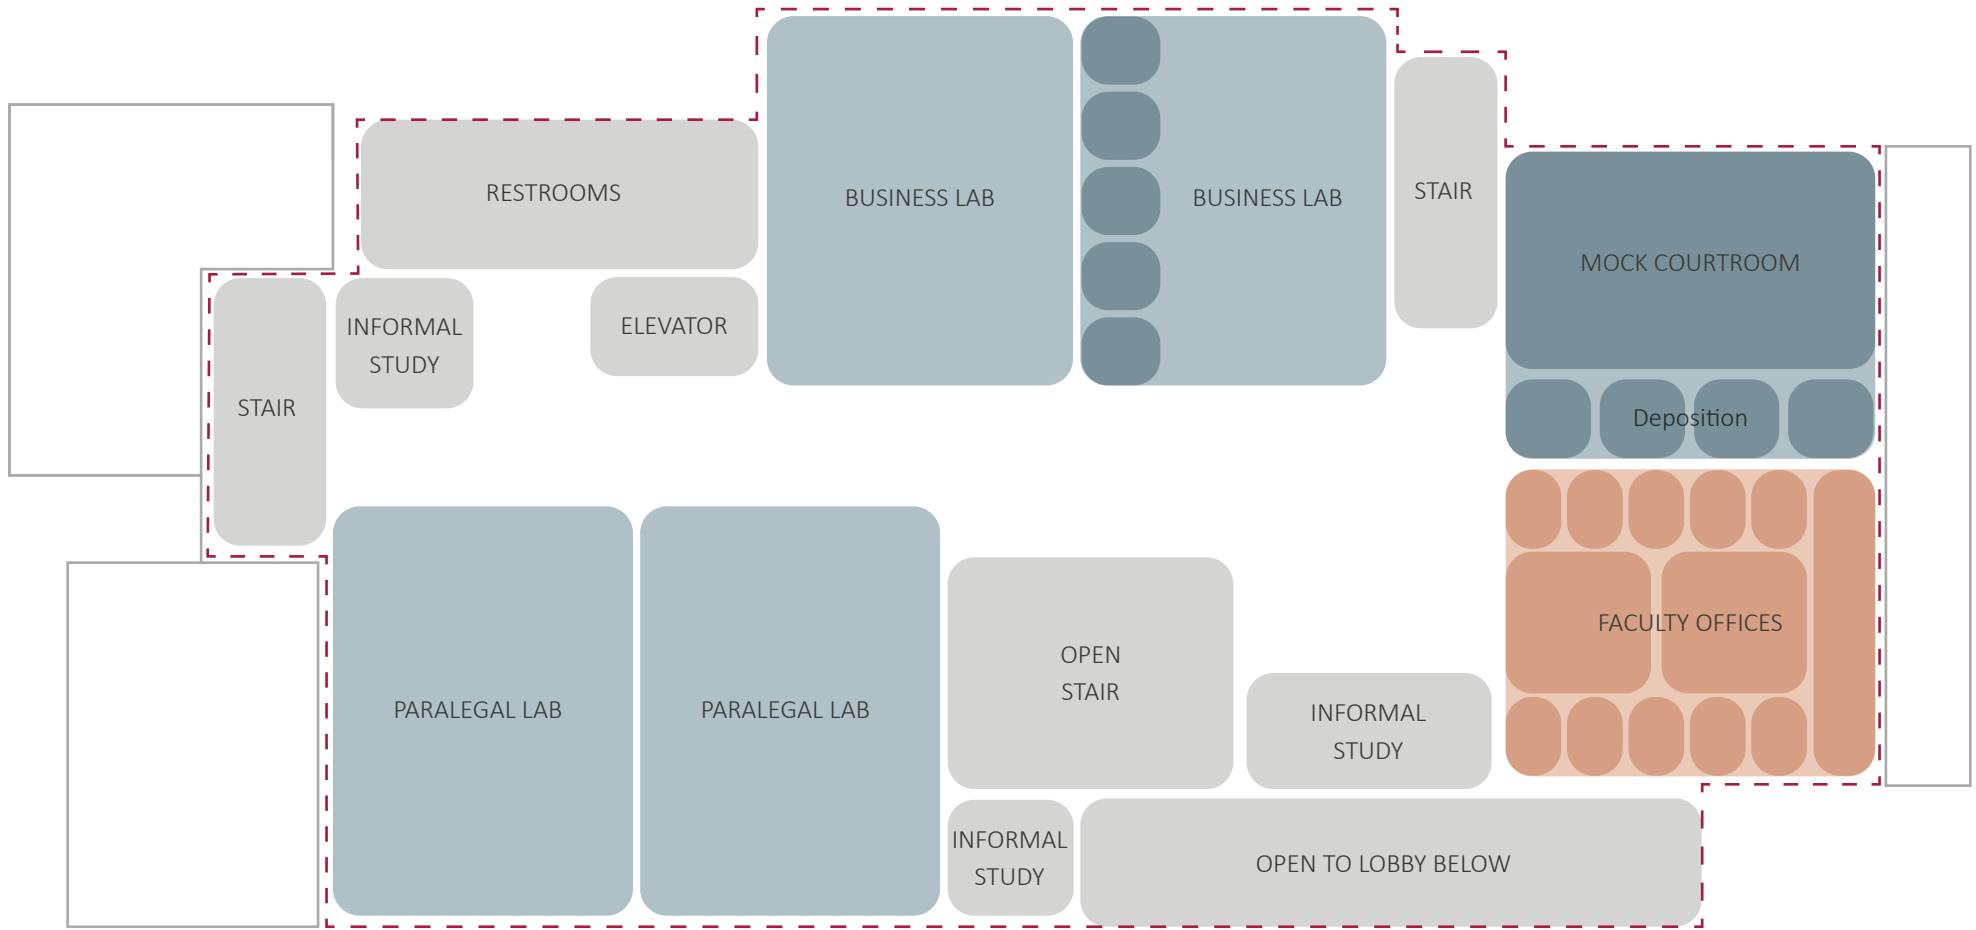 RESTROOMS
BUSINESS LAB
BUSINESS LAB
STAIR
MOCK COURTROOM
INFORMAL
STUDY
ELEVATOR
STAIR
Deposition
FACULTY OFFICES
PARALEGAL LAB
PARALEGAL LAB
OPEN
STAIR
INFORMAL
STUDY
INFORMAL
STUDY
OPEN TO LOBBY BELOW